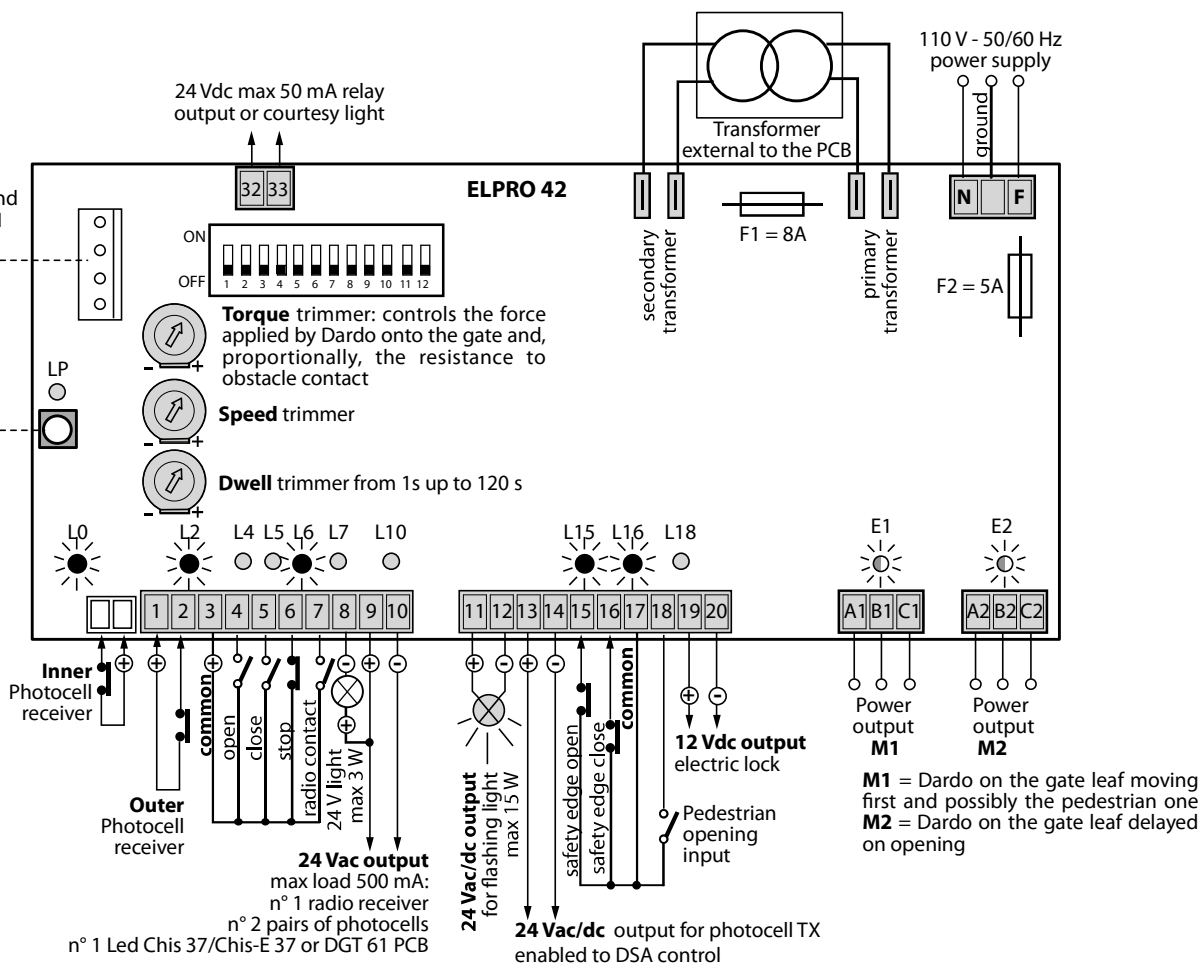 110 V - 50/60 Hz
power supply
ground
24 Vdc max 50 mA relay
output or courtesy light
Transformer
external to the PCB
32 33
ELPRO 42
N F
F1 = 8A
F2 = 5A
secondary
transformer
primary
transformer
ON
OFF
1 2 3 4 5 6 7 8 9 10 11 12
Torque trimmer: controls the force
applied by Dardo onto the gate and,
proportionally, the resistance to
obstacle contact
- +
LP
Speed trimmer
- +
Dwell trimmer from 1s up to 120 s
- +
L0 L2 L4 L5 L6 L7 L10 L15 L16 L18 E1 E2
1 2 3 4 5 6 7 8 9 10
11 12 13 14 15 16 17 18 19 20
A1 B1 C1
A2 B2 C2
+ + + - + - + - + - + -
+
Inner
Photocell
receiver
Outer
Photocell
receiver
common
open
close
stop
radio contact
24 V light
max 3 W
24 Vac output
max load 500 mA:
n° 1 radio receiver
n° 2 pairs of photocells
n° 1 Led Chis 37/Chis-E 37 or DGT 61 PCB
24 Vac/dc output
for flashing light
max 15 W
24 Vac/dc output for photocell TX
enabled to DSA control
safety edge open
safety edge close
common
Pedestrian
opening
input
12 Vdc output
electric lock
Power
output
M1
Power
output
M2
M1 = Dardo on the gate leaf moving
first and possibly the pedestrian one
M2 = Dardo on the gate leaf delayed
on opening